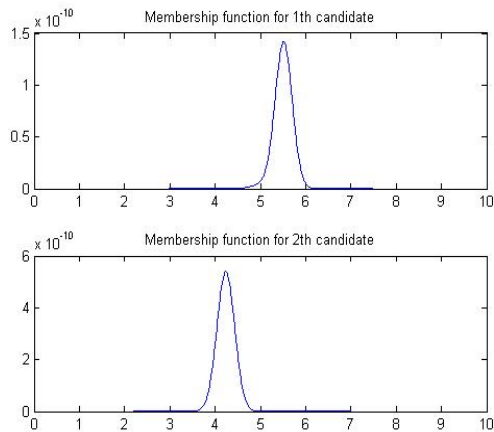 x 10^-10
Membership function for 1th candidate
1.5
1
0.5
0
0 1 2 3 4 5 6 7 8 9 10
x 10^-10
Membership function for 2th candidate
6
4
2
0
0 1 2 3 4 5 6 7 8 9 10